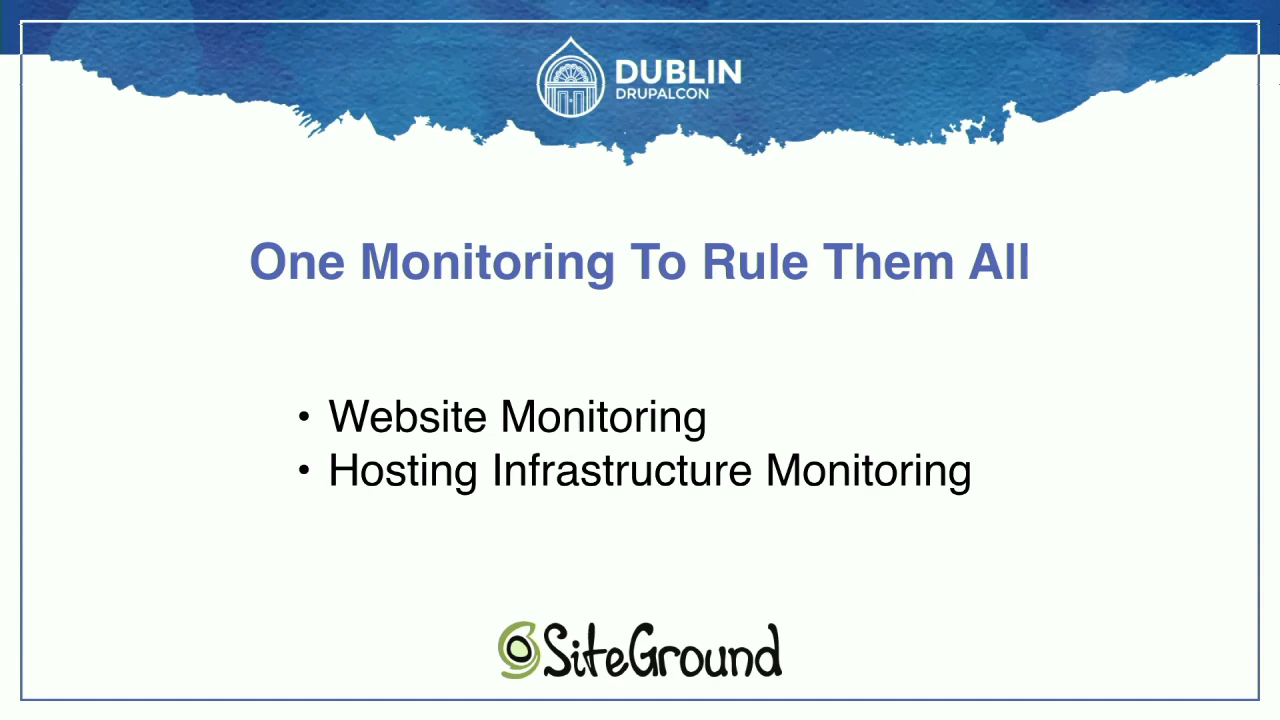 DUBLIN
DRUPALCON
One Monitoring To Rule Them All
• Website Monitoring
• Hosting Infrastructure Monitoring
SiteGround